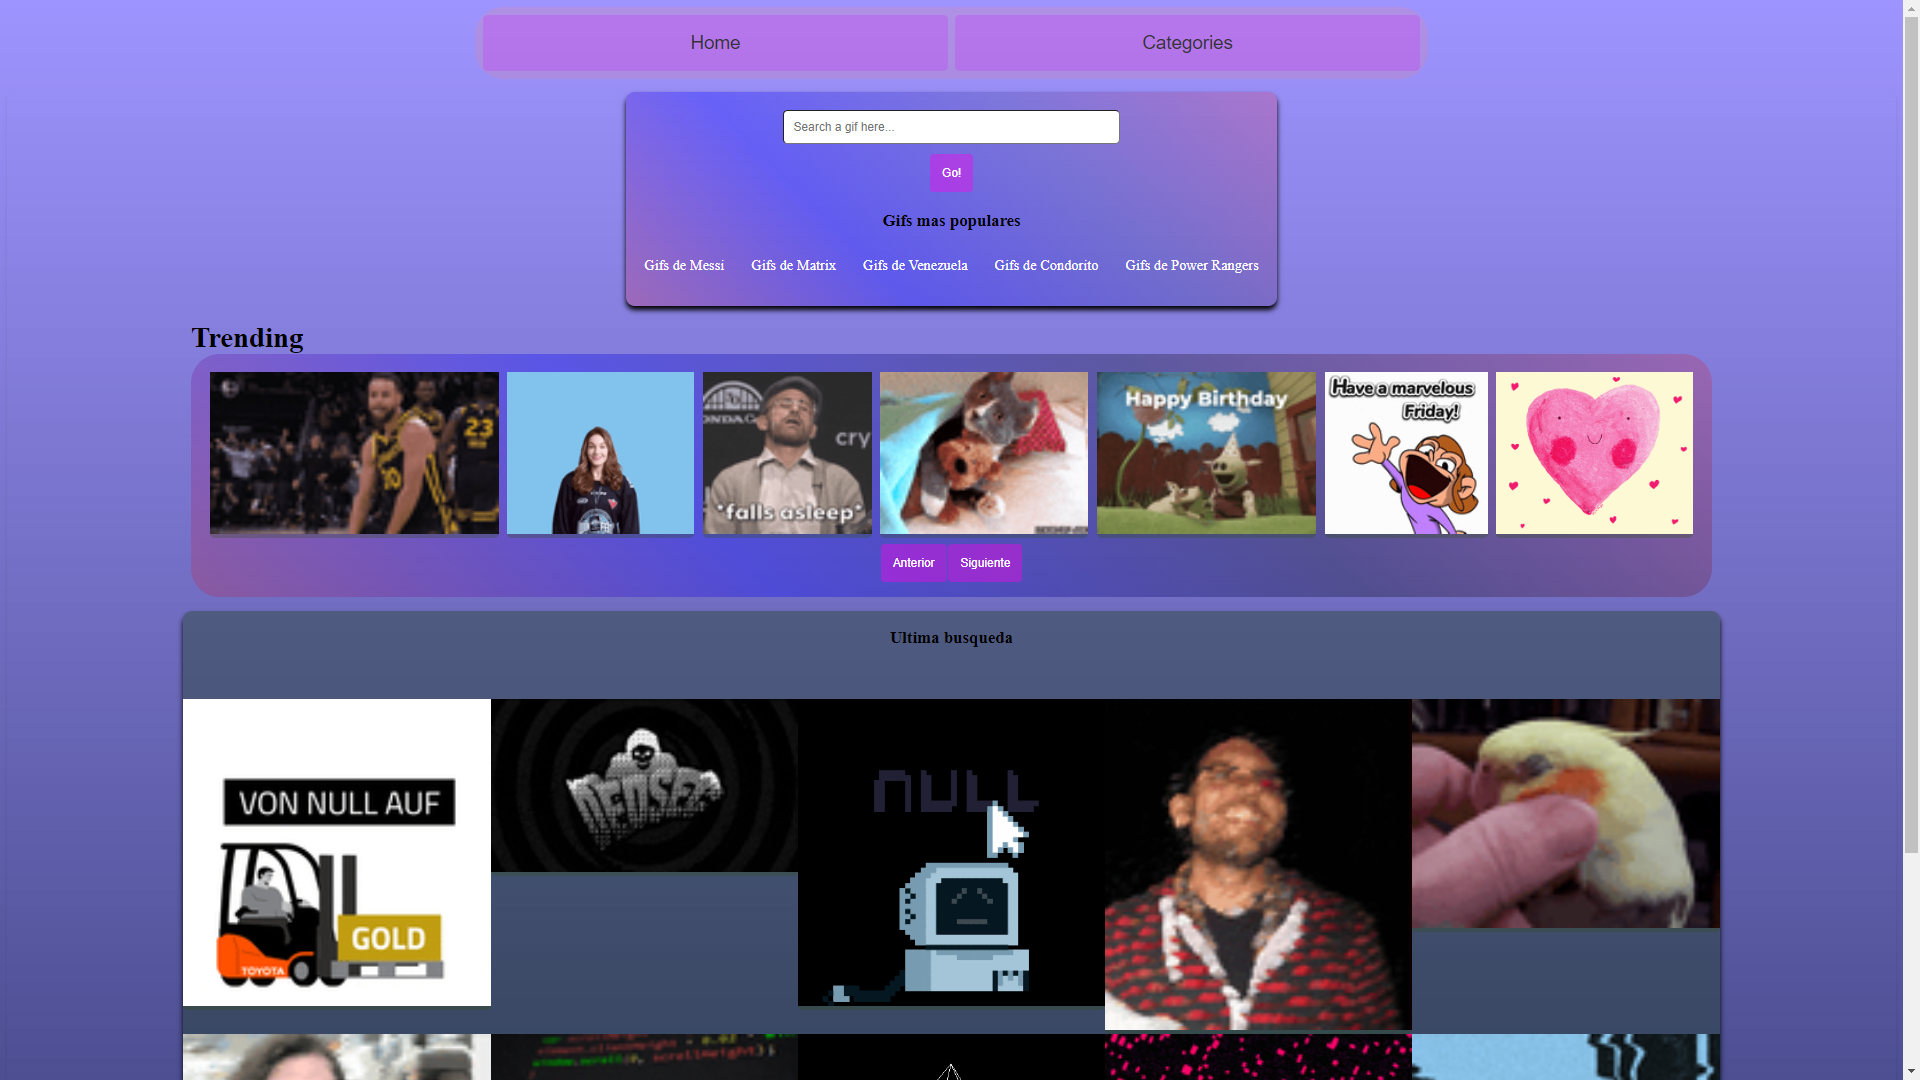 Home
Categories
Search a gif here...
Go!
Gifs mas populares
Gifs de Messi
Gifs de Matrix
Gifs de Venezuela
Gifs de Condorito
Gifs de Power Rangers
Trending
23
30
cry
*falls asleep*
Happy Birthday
Have a marvelous
Friday!
Anterior
Siguiente
Ultima busqueda
VON NULL AUF
GOLD
TOYOTA
DEDSEC
NULL